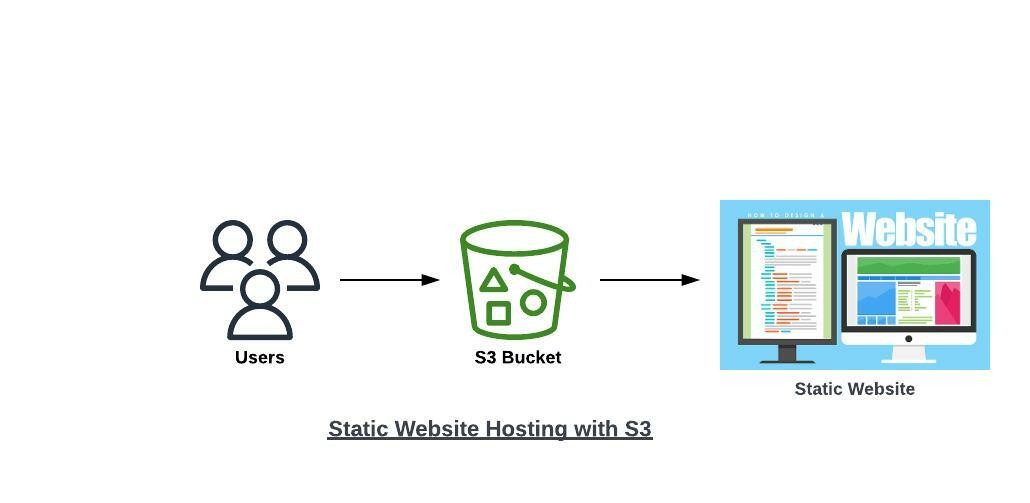 HOW TO DESIGN A
Website
Users
S3 Bucket
Static Website
Static Website Hosting with S3